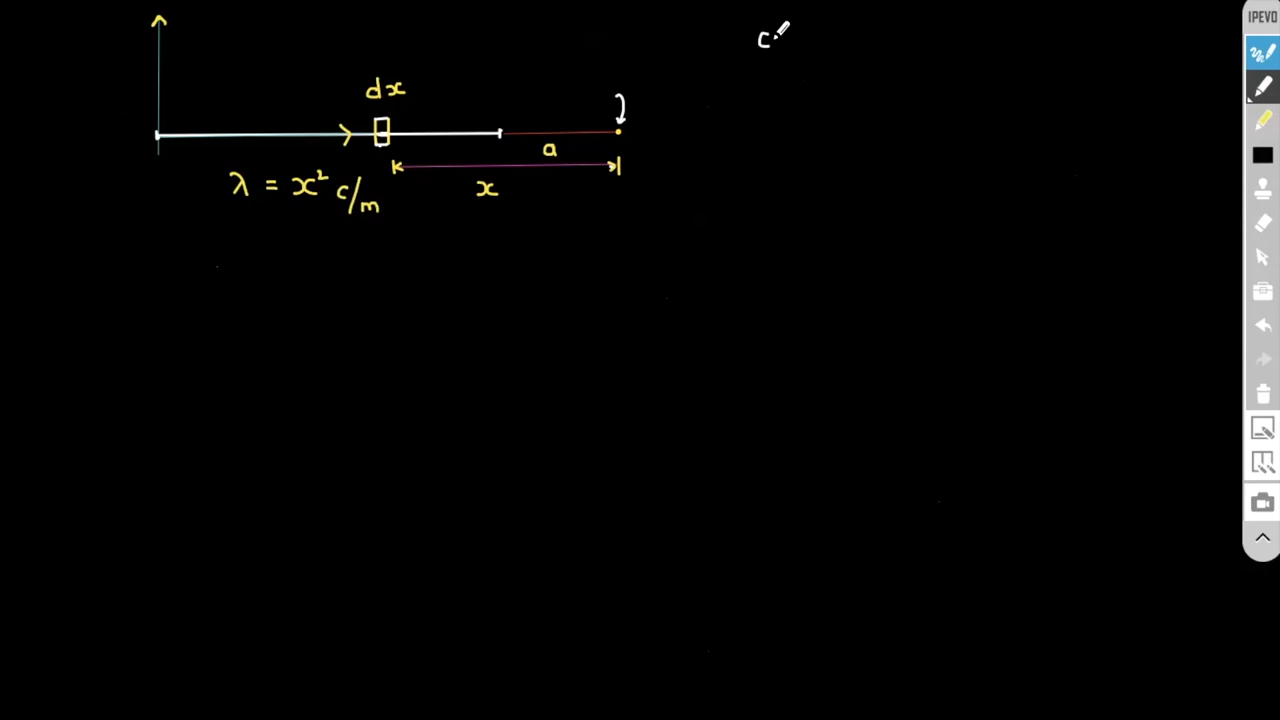 IPEVO
c
dx
a
λ = x² c/m
x